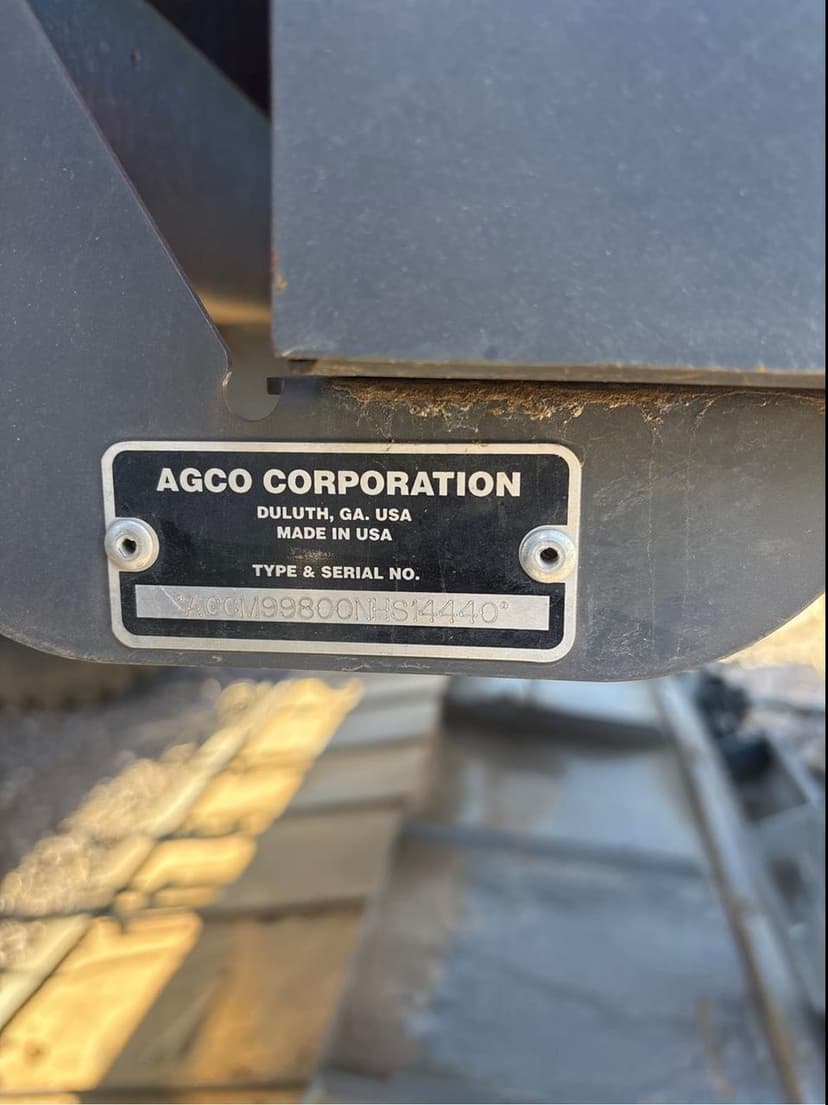 AGCO CORPORATION
DULUTH, GA. USA
MADE IN USA
TYPE & SERIAL NO.
*AGCM99800NHS14440*